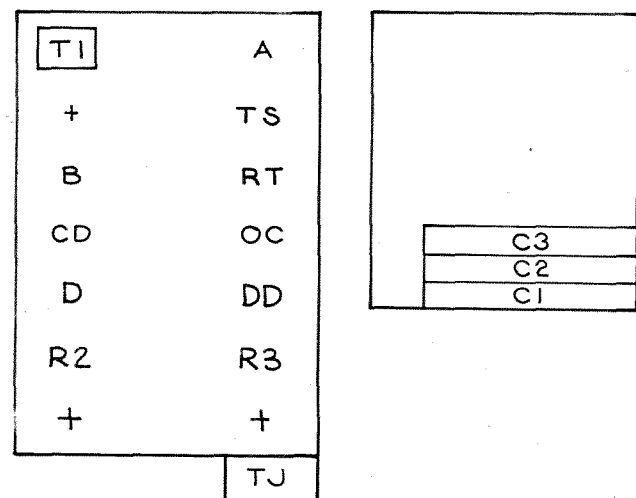 T1 A
+ TS
B RT
CD OC
D DD
R2 R3
+ +
TJ
C3
C2
C1